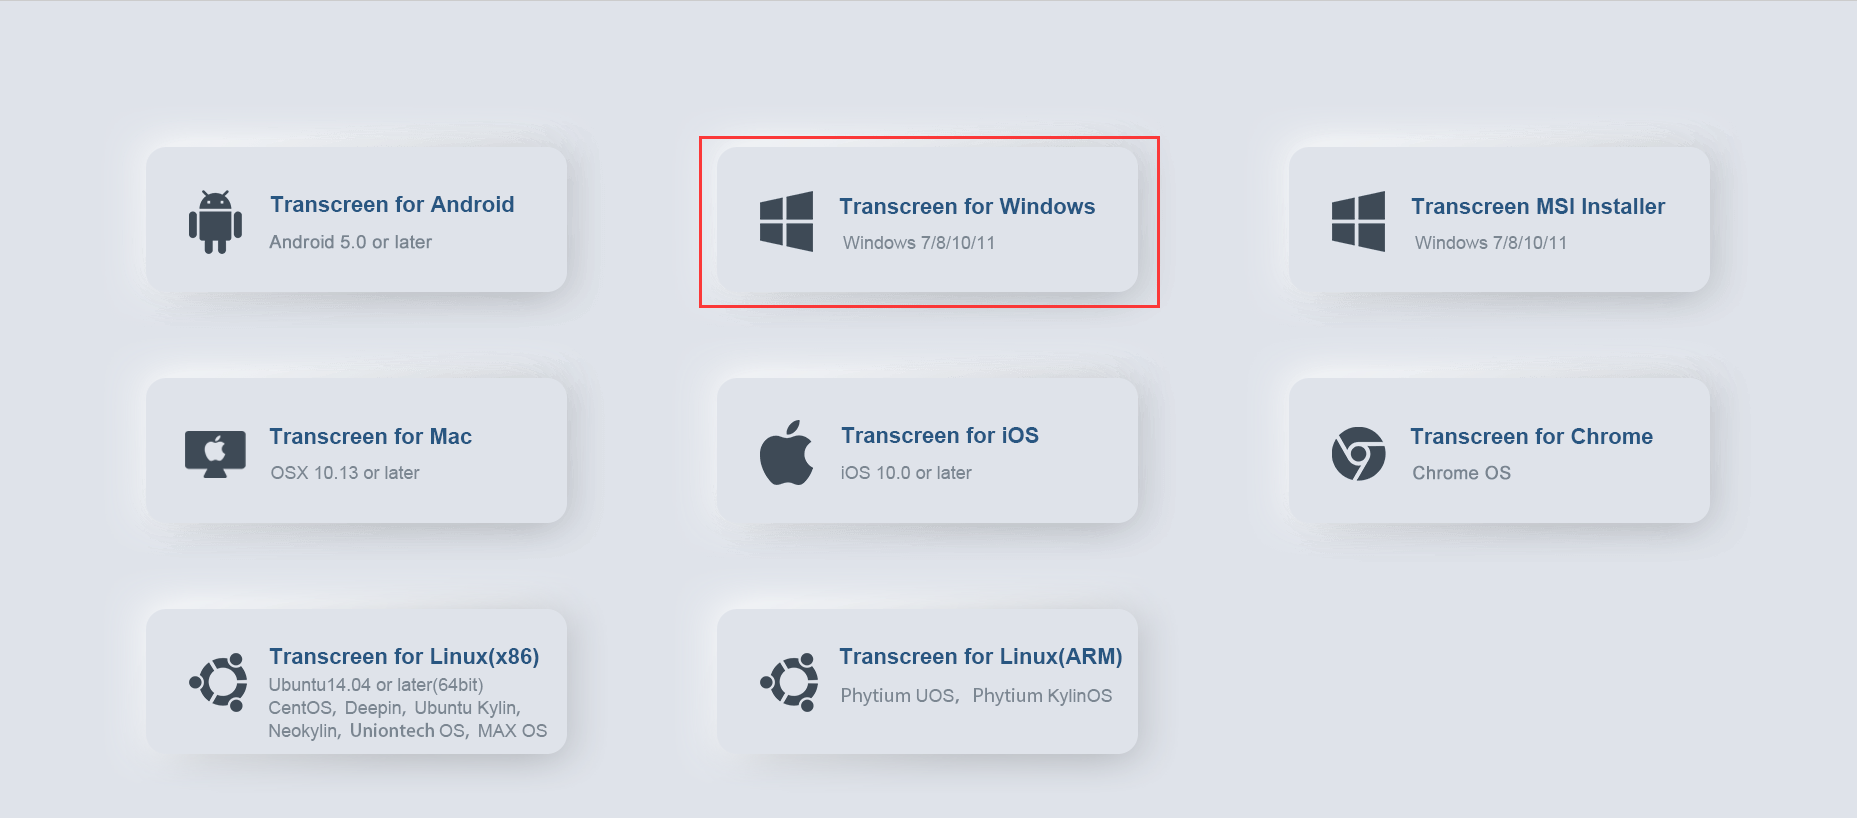 Transcreen for Android
Android 5.0 or later
Transcreen for Windows
Windows 7/8/10/11
Transcreen MSI Installer
Windows 7/8/10/11
Transcreen for Mac
OSX 10.13 or later
Transcreen for iOS
iOS 10.0 or later
Transcreen for Chrome
Chrome OS
Transcreen for Linux(x86)
Ubuntu14.04 or later(64bit)
CentOS, Deepin, Ubuntu Kylin,
Neokylin, Uniontech OS, MAX OS
Transcreen for Linux(ARM)
Phytium UOS, Phytium KylinOS